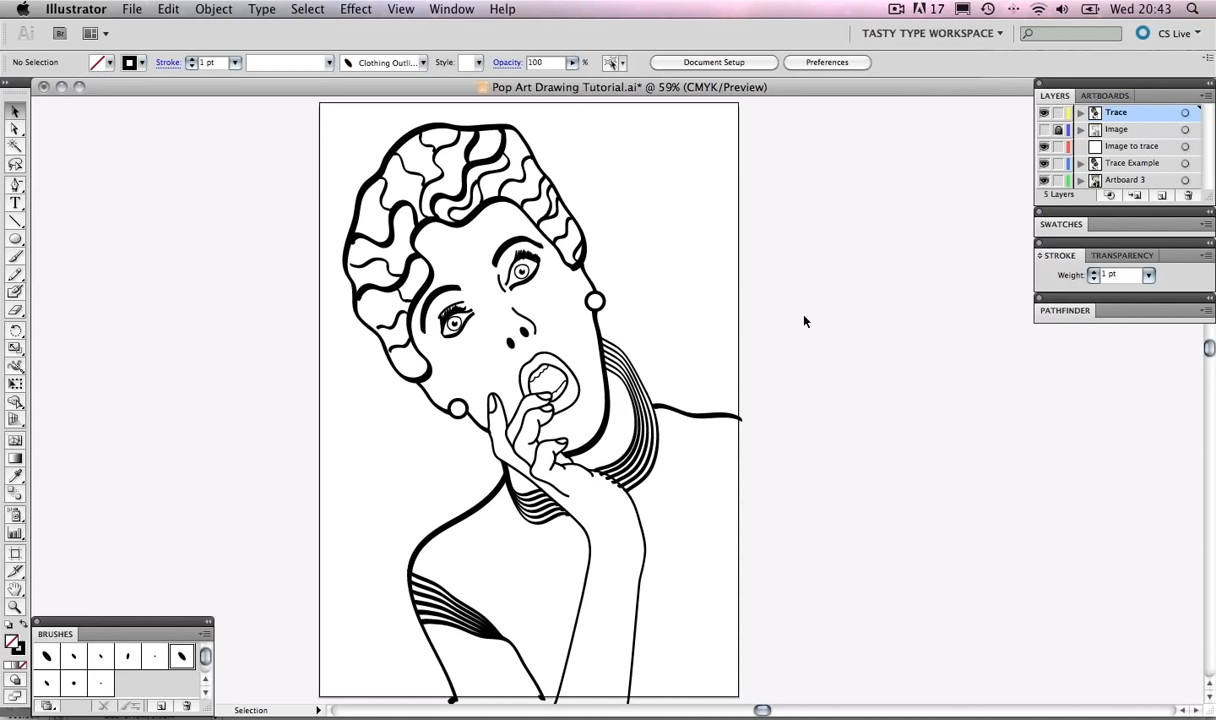 Illustrator File Edit Object Type Select Effect View Window Help 17 Wed 20:43
Ai Br TASTY TYPE WORKSPACE CS Live
No Selection Stroke: 1 pt Clothing Outli... Style: Opacity: 100 % Document Setup Preferences
Pop Art Drawing Tutorial.ai* @ 59% (CMYK/Preview)
LAYERS ARTBOARDS
Trace
Image
Image to trace
Trace Example
Artboard 3
5 Layers
SWATCHES
STROKE TRANSPARENCY
Weight: 1 pt
PATHFINDER
BRUSHES
Selection